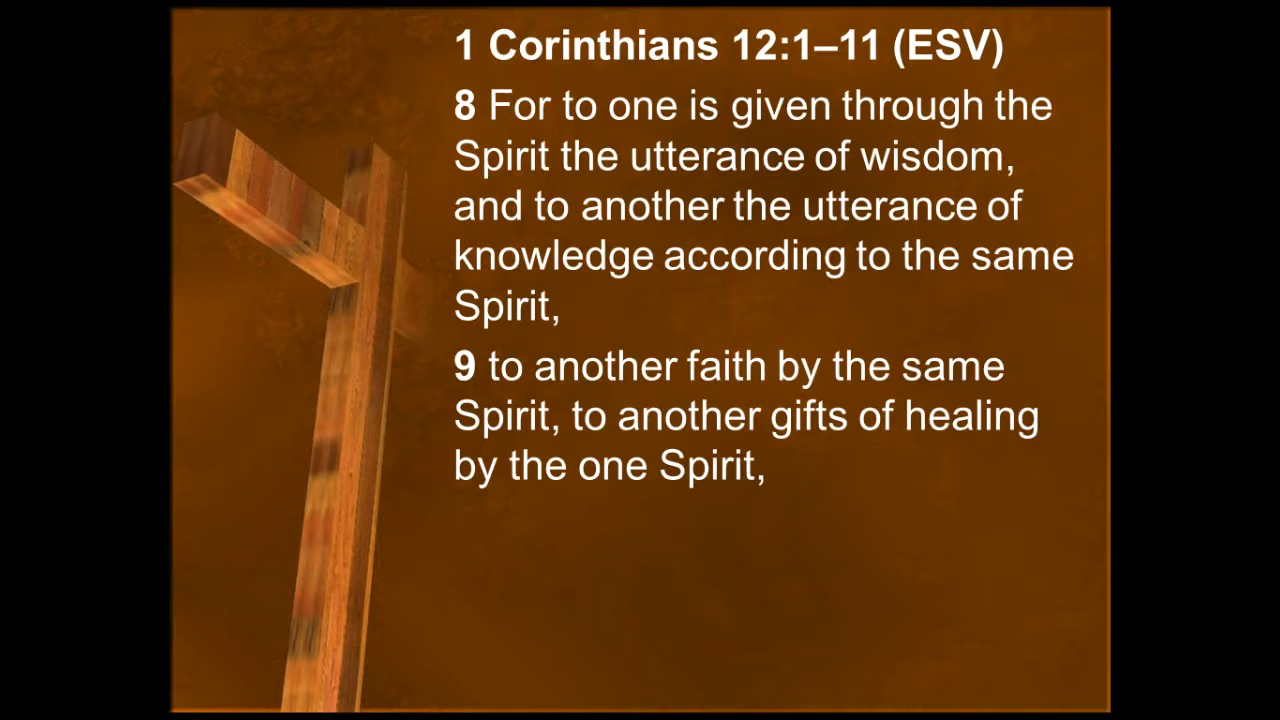 1 Corinthians 12:1–11 (ESV)
8 For to one is given through the
Spirit the utterance of wisdom,
and to another the utterance of
knowledge according to the same
Spirit,
9 to another faith by the same
Spirit, to another gifts of healing
by the one Spirit,